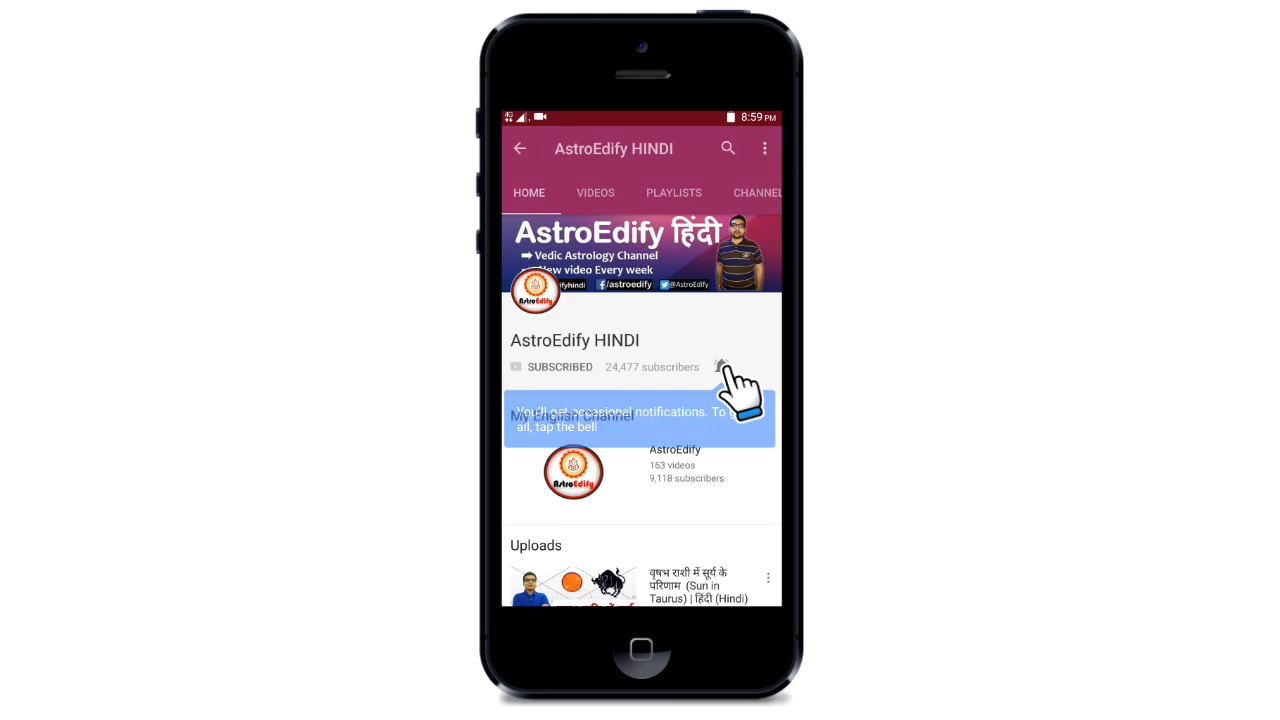 4G
8:59 PM
AstroEdify HINDI
HOME VIDEOS PLAYLISTS CHANNEL
AstroEdify हिंदी
➡ Vedic Astrology Channel
New video Every week
ifyhindi f/astroedify @AstroEdify
AstroEdify
AstroEdify HINDI
SUBSCRIBED 24,477 subscribers
You'll get occasional notifications. To
all, tap the bell
My English Channel
AstroEdify
AstroEdify
163 videos
9,118 subscribers
Uploads
वृषभ राशी में सूर्य के
परिणाम (Sun in
Taurus) | हिंदी (Hindi)